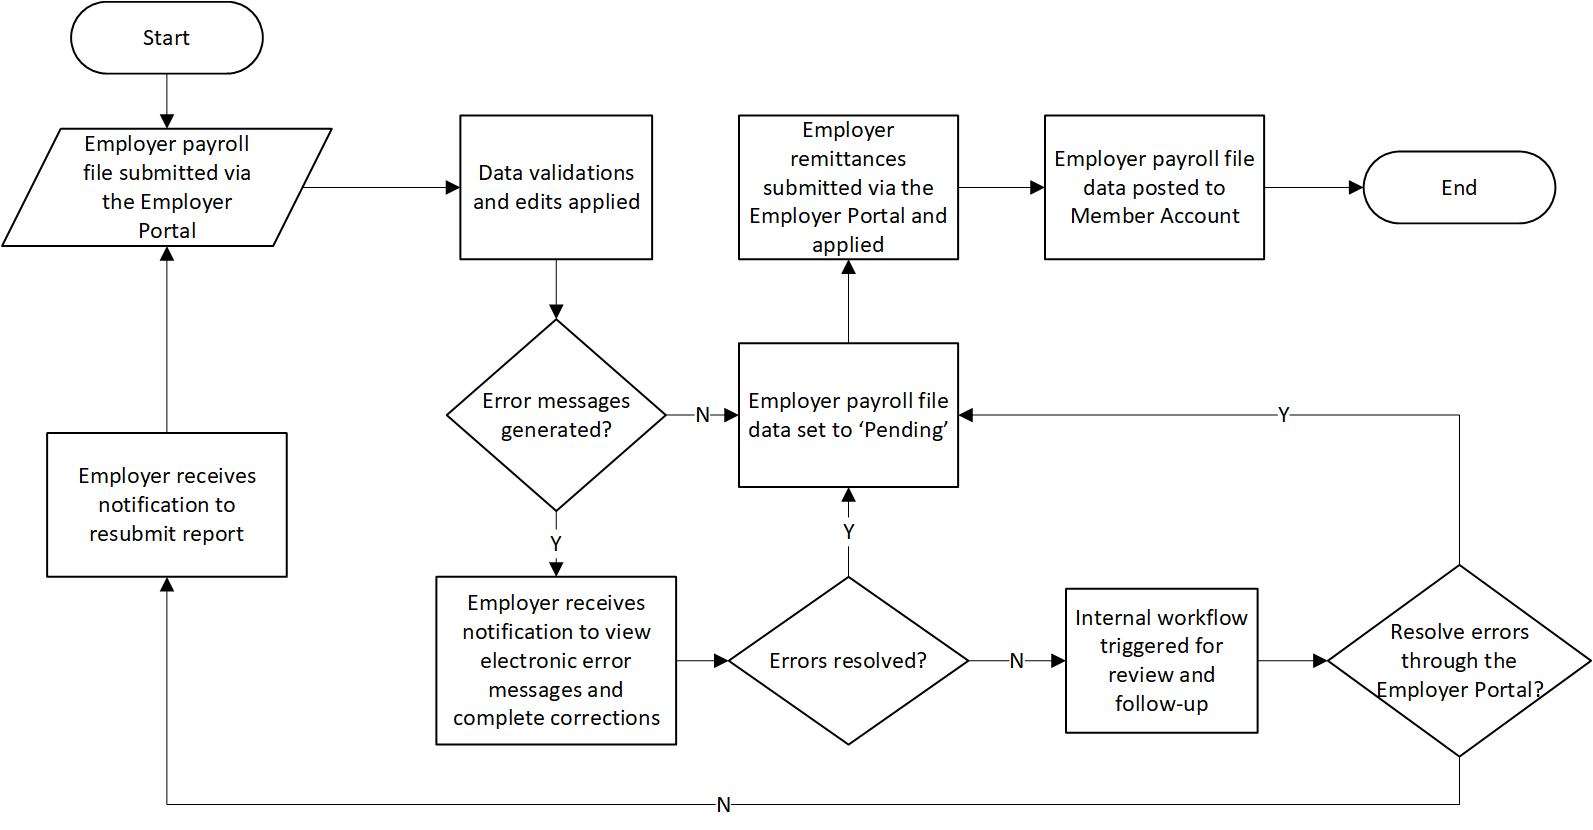 Start
Employer payroll
file submitted via
the Employer
Portal
Data validations
and edits applied
Employer
remittances
submitted via the
Employer Portal and
applied
Employer payroll file
data posted to
Member Account
End
Error messages
generated?
N
Employer payroll file
data set to ‘Pending’
Y
Employer receives
notification to
resubmit report
Y
Y
Employer receives
notification to view
electronic error
messages and
complete corrections
Errors resolved?
N
Internal workflow
triggered for
review and
follow-up
Resolve errors
through the
Employer Portal?
N